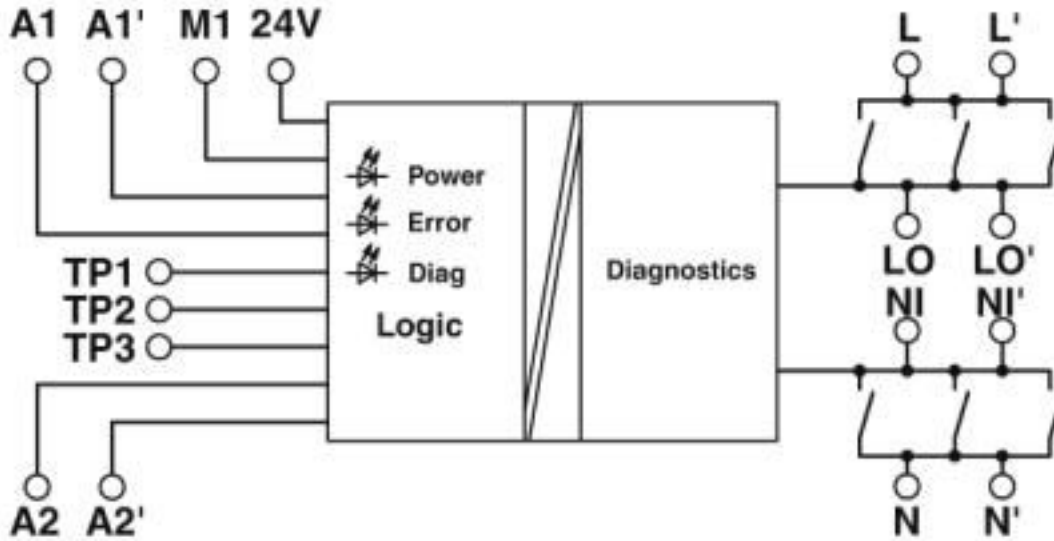 A1 A1' M1 24V
L L'
Power
Error
Diag
Logic
Diagnostics
TP1
TP2
TP3
LO LO'
NI NI'
A2 A2'
N N'